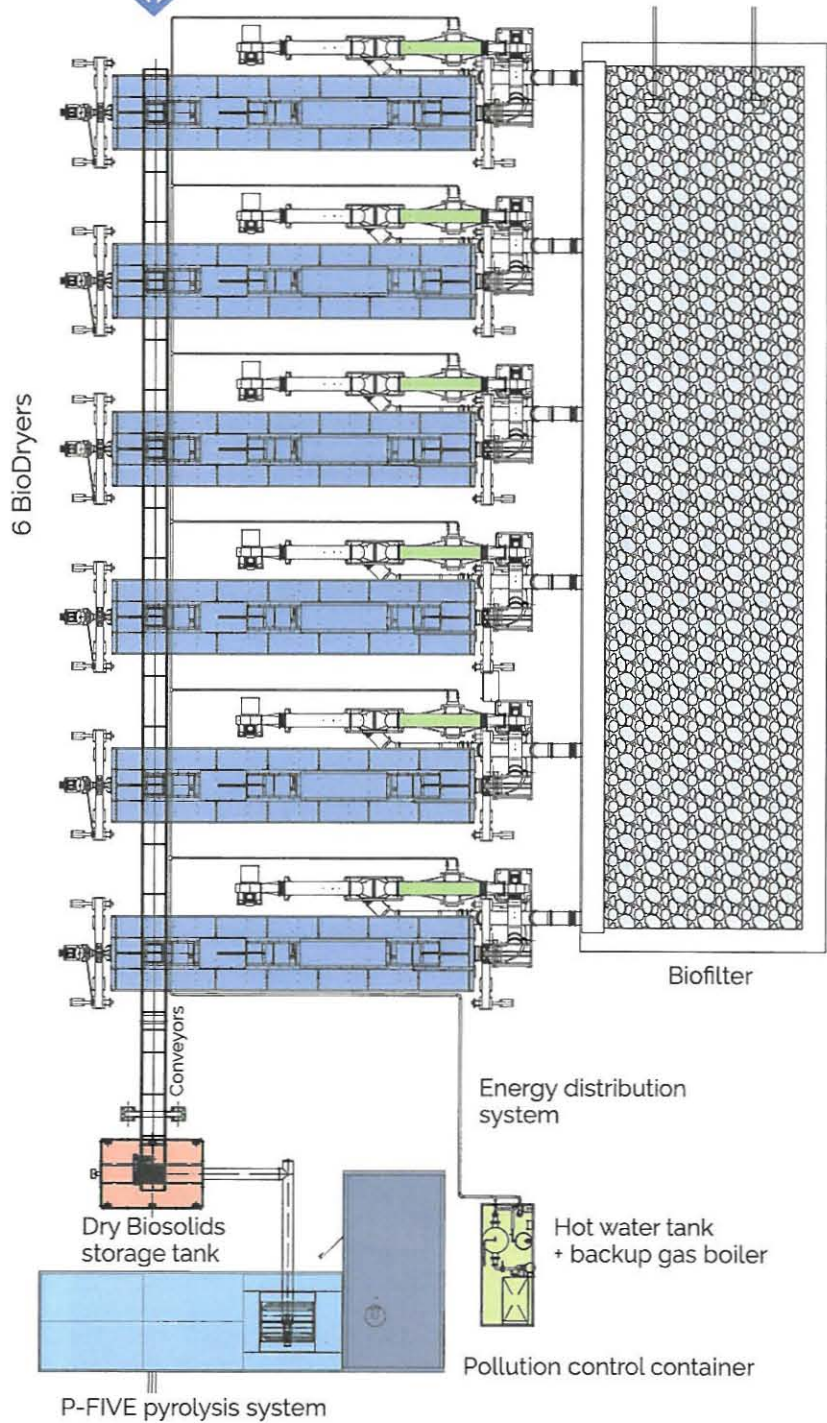 6 BioDryers
Biofilter
Conveyors
Energy distribution
system
Dry Biosolids
storage tank
Hot water tank
+ backup gas boiler
Pollution control container
P-FIVE pyrolysis system